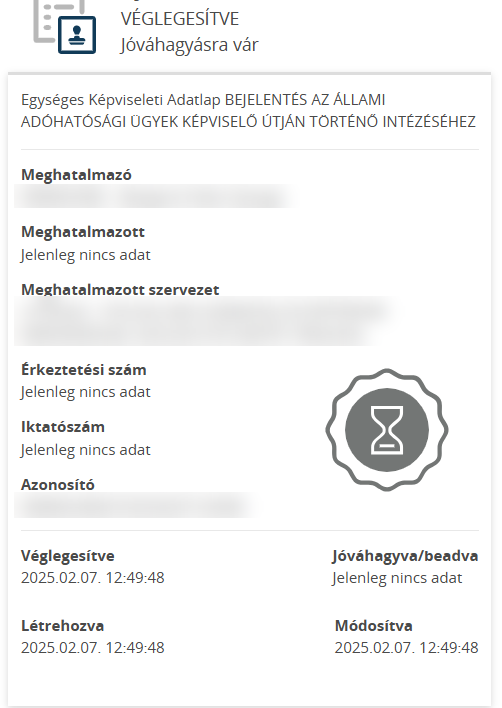 VÉGLEGESÍTVE
Jóváhagyásra vár
Egységes Képviseleti Adatlap BEJELENTÉS AZ ÁLLAMI
ADÓHATÓSÁGI ÜGYEK KÉPVISELŐ ÚTJÁN TÖRTÉNŐ INTÉZÉSÉHEZ
Meghatalmazó
Meghatalmazott
Jelenleg nincs adat
Meghatalmazott szervezet
Érkeztetési szám
Jelenleg nincs adat
Iktatószám
Jelenleg nincs adat
Azonosító
Véglegesítve
2025.02.07. 12:49:48
Jóváhagyva/beadva
Jelenleg nincs adat
Létrehozva
2025.02.07. 12:49:48
Módosítva
2025.02.07. 12:49:48